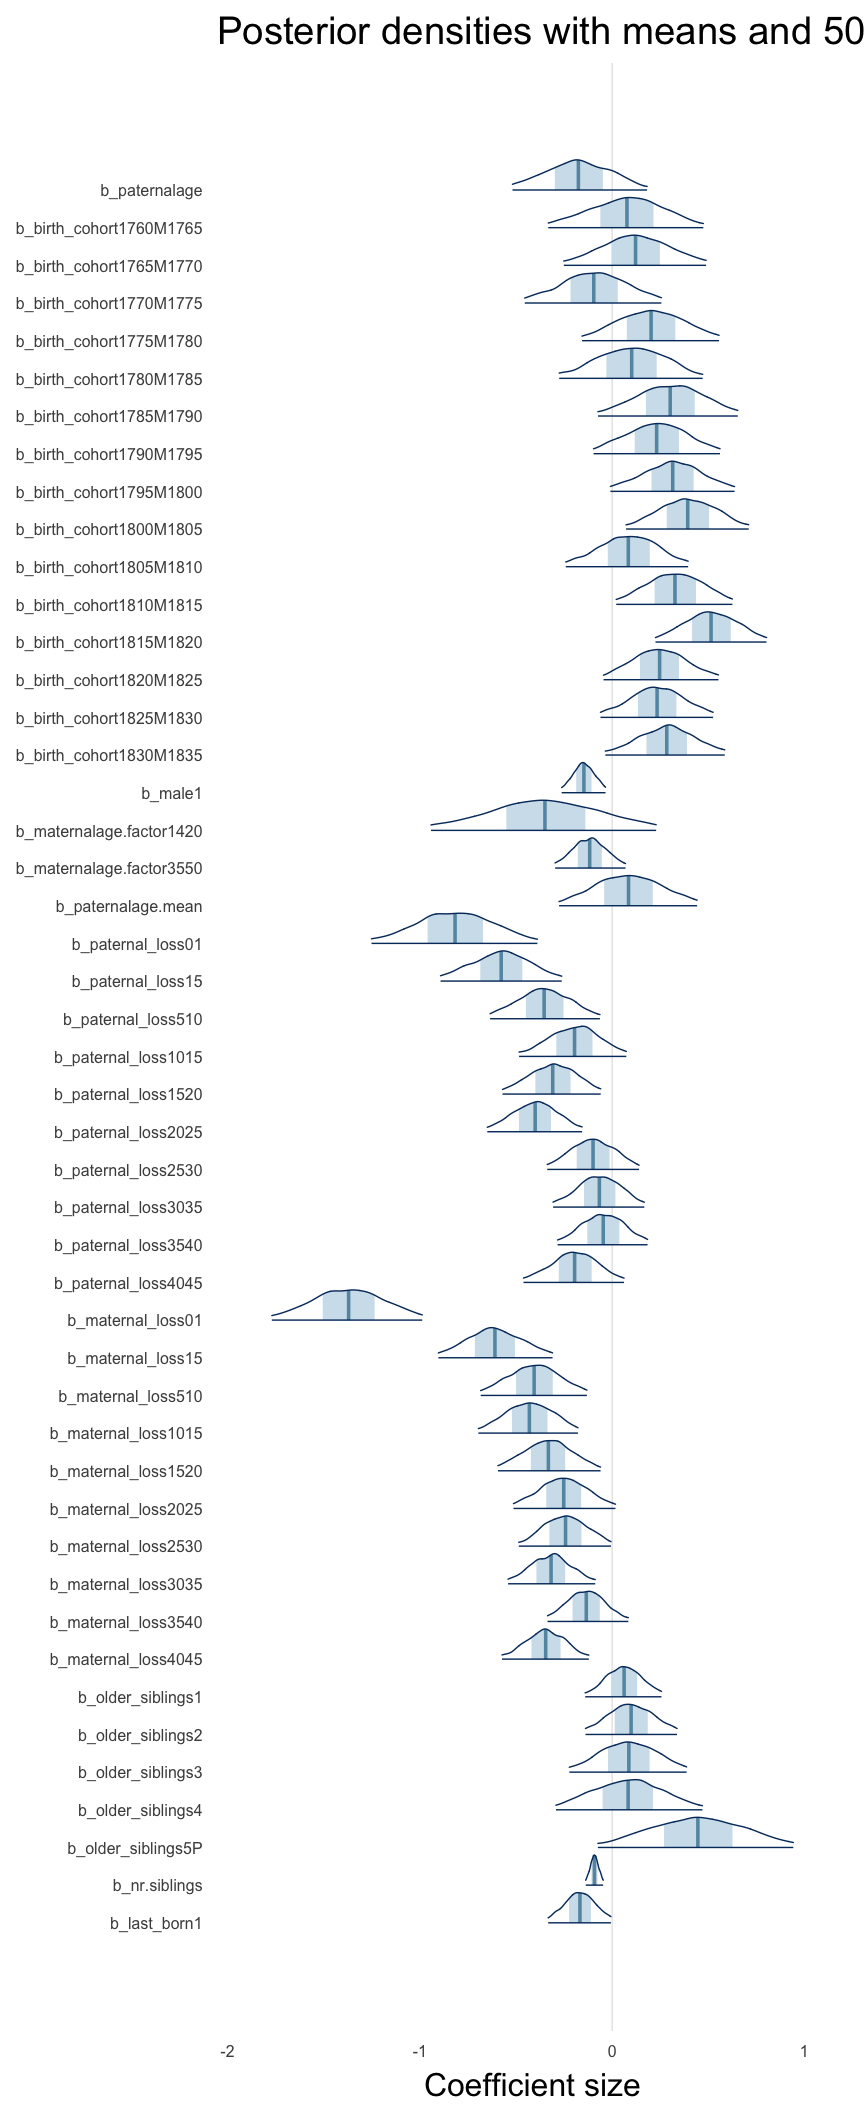 Posterior densities with means and 50
b_paternalage
b_birth_cohort1760M1765
b_birth_cohort1765M1770
b_birth_cohort1770M1775
b_birth_cohort1775M1780
b_birth_cohort1780M1785
b_birth_cohort1785M1790
b_birth_cohort1790M1795
b_birth_cohort1795M1800
b_birth_cohort1800M1805
b_birth_cohort1805M1810
b_birth_cohort1810M1815
b_birth_cohort1815M1820
b_birth_cohort1820M1825
b_birth_cohort1825M1830
b_birth_cohort1830M1835
b_male1
b_maternalage.factor1420
b_maternalage.factor3550
b_paternalage.mean
b_paternal_loss01
b_paternal_loss15
b_paternal_loss510
b_paternal_loss1015
b_paternal_loss1520
b_paternal_loss2025
b_paternal_loss2530
b_paternal_loss3035
b_paternal_loss3540
b_paternal_loss4045
b_maternal_loss01
b_maternal_loss15
b_maternal_loss510
b_maternal_loss1015
b_maternal_loss1520
b_maternal_loss2025
b_maternal_loss2530
b_maternal_loss3035
b_maternal_loss3540
b_maternal_loss4045
b_older_siblings1
b_older_siblings2
b_older_siblings3
b_older_siblings4
b_older_siblings5P
b_nr.siblings
b_last_born1
-2 -1 0 1
Coefficient size